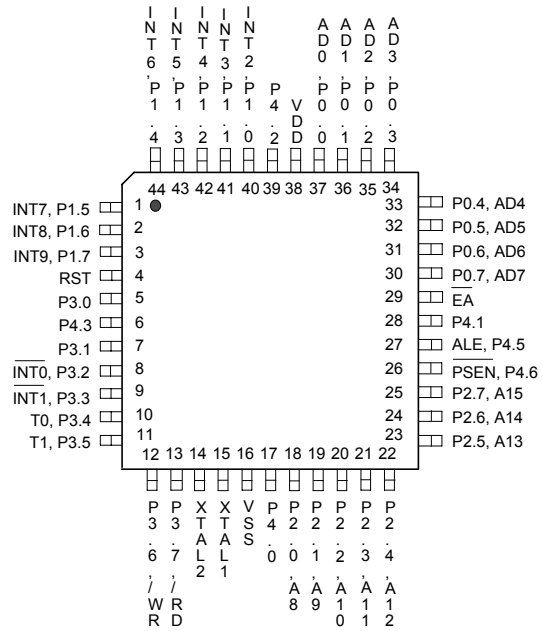 INT6, P1.4
INT5, P1.3
INT4, P1.2
INT3, P1.1
INT2, P1.0
P4.2
VDD
AD0, P0.0
AD1, P0.1
AD2, P0.2
AD3, P0.3
44 43 42 41 40 39 38 37 36 35 34
INT7, P1.5 1
INT8, P1.6 2
INT9, P1.7 3
RST 4
P3.0 5
P4.3 6
P3.1 7
INT0, P3.2 8
INT1, P3.3 9
T0, P3.4 10
T1, P3.5 11
33 P0.4, AD4
32 P0.5, AD5
31 P0.6, AD6
30 P0.7, AD7
29 EA
28 P4.1
27 ALE, P4.5
26 PSEN, P4.6
25 P2.7, A15
24 P2.6, A14
23 P2.5, A13
12 13 14 15 16 17 18 19 20 21 22
P3.6, /WR
P3.7, /RD
XTAL2
XTAL1
VSS
P4.0
P2.0, A8
P2.1, A9
P2.2, A10
P2.3, A11
P2.4, A12